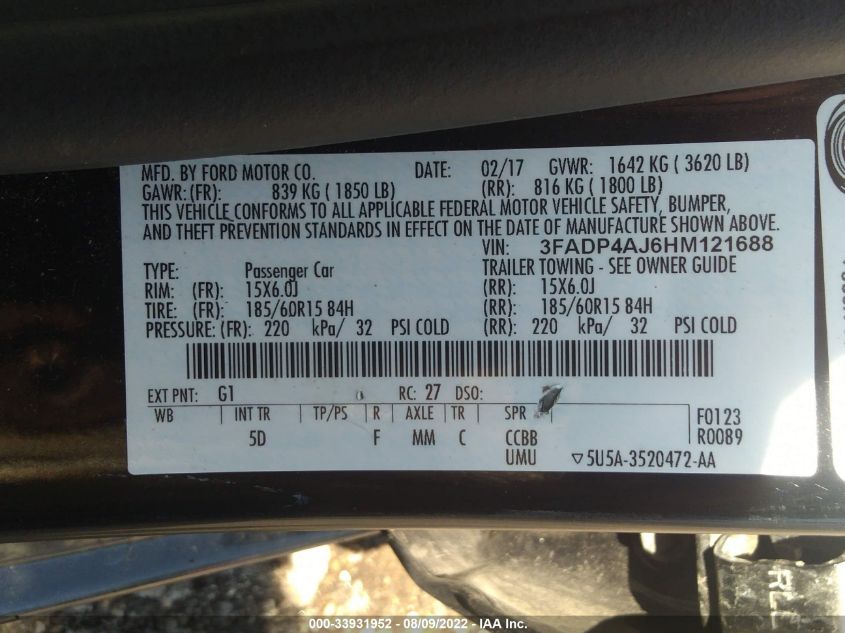 MFD. BY FORD MOTOR CO. DATE: 02/17 GVWR: 1642 KG ( 3620 LB)
GAWR: (FR): 839 KG ( 1850 LB) (RR): 816 KG ( 1800 LB)
THIS VEHICLE CONFORMS TO ALL APPLICABLE FEDERAL MOTOR VEHICLE SAFETY, BUMPER,
AND THEFT PREVENTION STANDARDS IN EFFECT ON THE DATE OF MANUFACTURE SHOWN ABOVE.
VIN: 3FADP4AJ6HM121688
TYPE: Passenger Car TRAILER TOWING - SEE OWNER GUIDE
RIM: (FR): 15X6.0J (RR): 15X6.0J
TIRE: (FR): 185/60R15 84H (RR): 185/60R15 84H
PRESSURE: (FR): 220 kPa/ 32 PSI COLD (RR): 220 kPa/ 32 PSI COLD
EXT PNT: G1 RC: 27 DSO:
WB INT TR TP/PS R AXLE TR SPR F0123
5D F MM C CCBB R0089
UMU ▽5U5A-3520472-AA
RLL
000-33931952 - 08/09/2022 - IAA Inc.